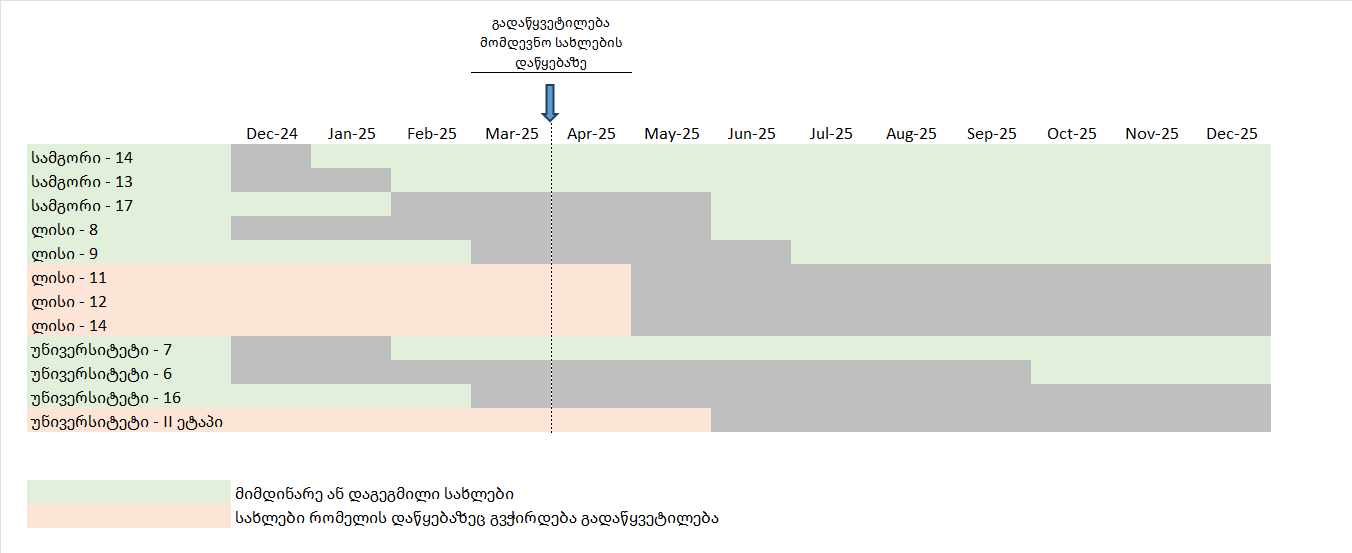 გადაწყვეტილება
მომდევნო სახლების
დაწყებაზე
Dec-24 Jan-25 Feb-25 Mar-25 Apr-25 May-25 Jun-25 Jul-25 Aug-25 Sep-25 Oct-25 Nov-25 Dec-25
სამგორი - 14
სამგორი - 13
სამგორი - 17
ლისი - 8
ლისი - 9
ლისი - 11
ლისი - 12
ლისი - 14
უნივერსიტეტი - 7
უნივერსიტეტი - 6
უნივერსიტეტი - 16
უნივერსიტეტი - II ეტაპი
მიმდინარე ან დაგეგმილი სახლები
სახლები რომელის დაწყებაზეც გვჭირდება გადაწყვეტილება